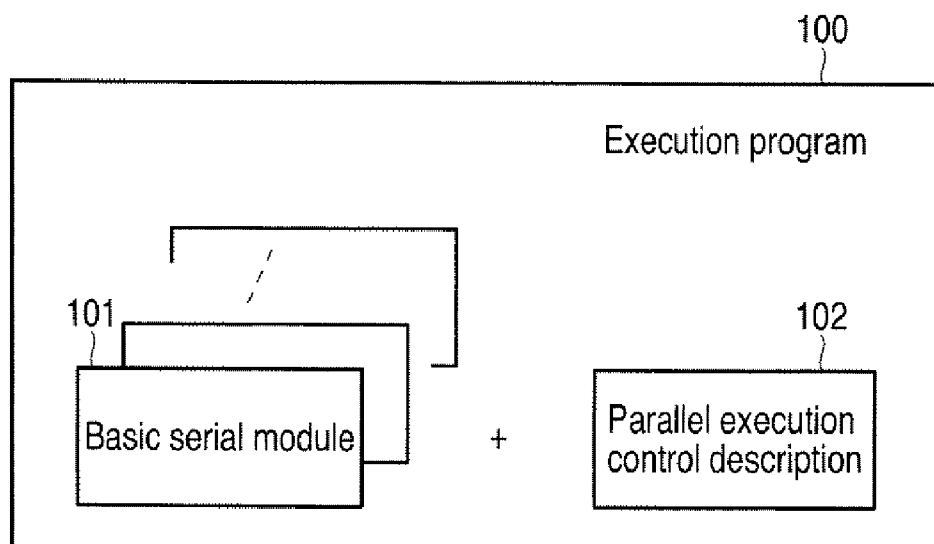 100
Execution program
101
102
Basic serial module
+
Parallel execution
control description